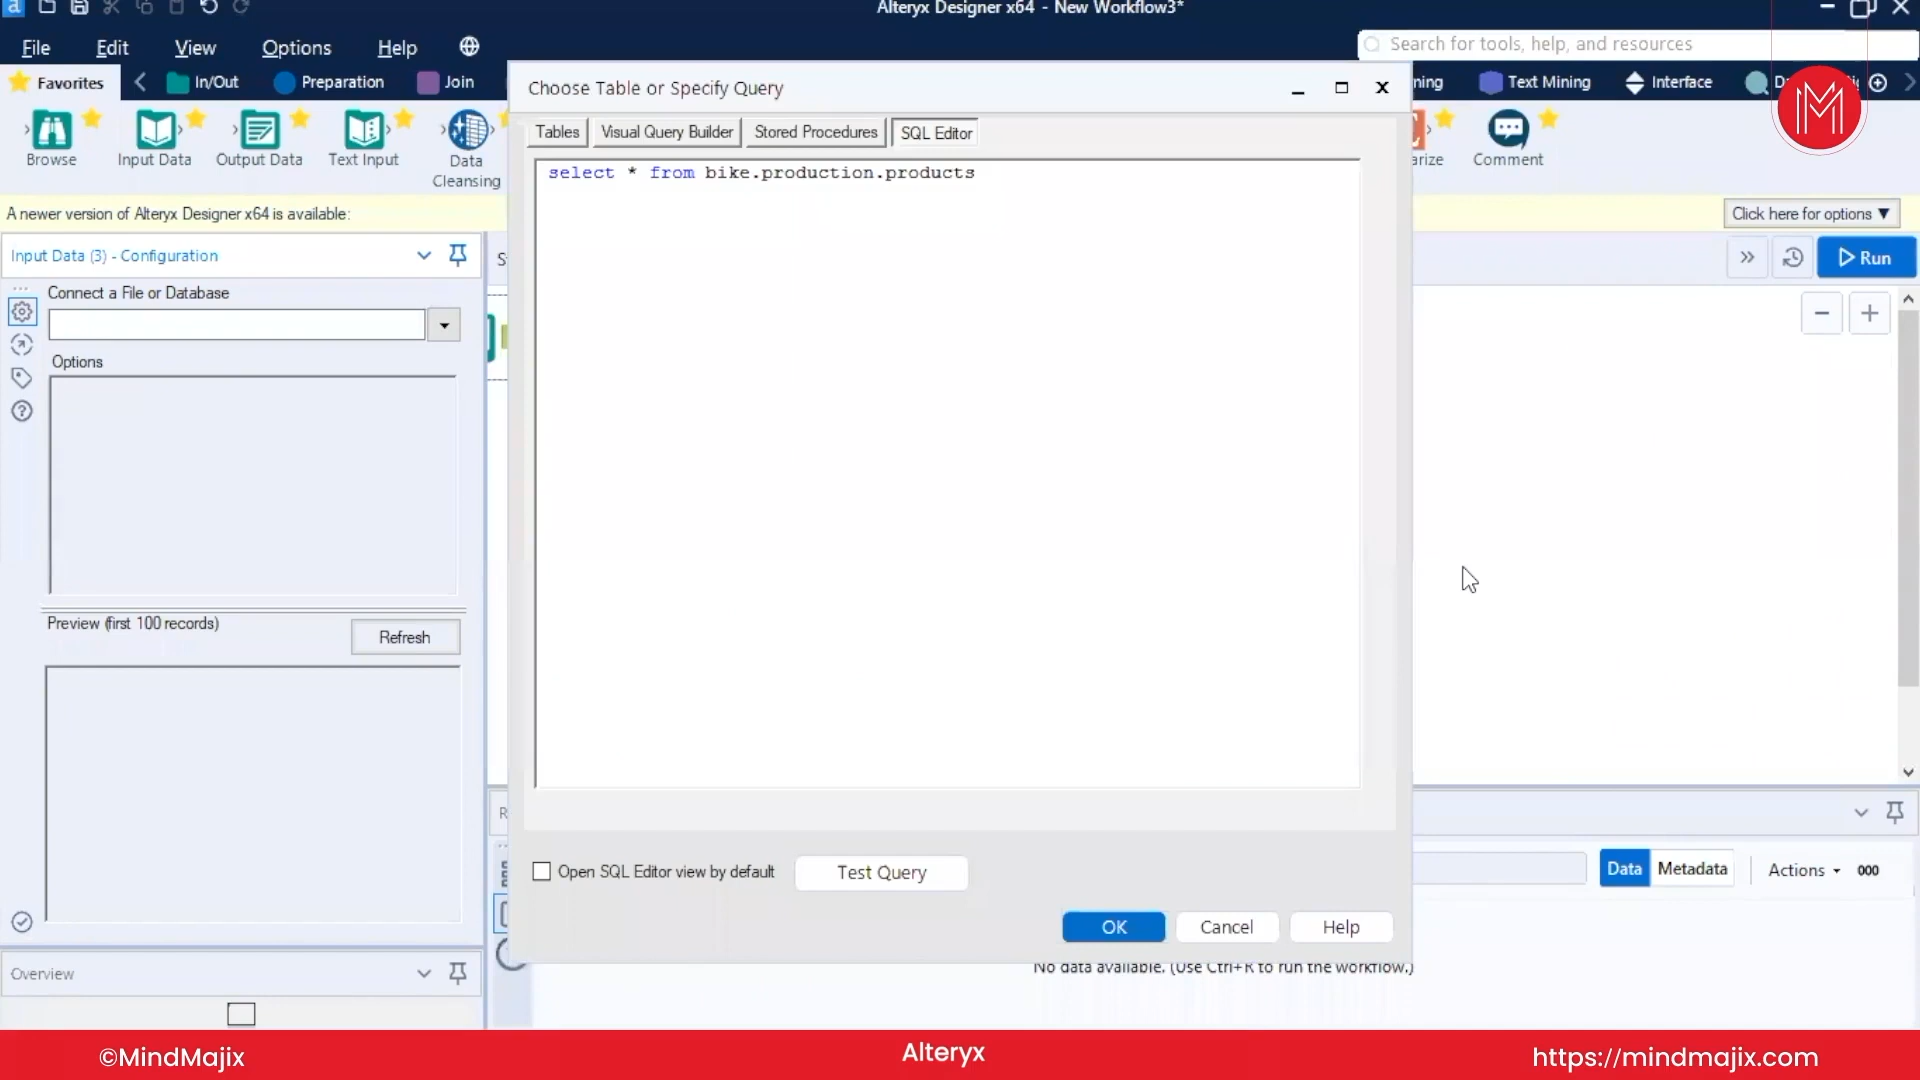 Alteryx Designer x64 - New Workflow3*
File Edit View Options Help
Search for tools, help, and resources
Favorites In/Out Preparation Join
Text Mining Interface
Choose Table or Specify Query
Browse Input Data Output Data Text Input Data Cleansing
Comment
Tables Visual Query Builder Stored Procedures SQL Editor
select * from bike.production.products
A newer version of Alteryx Designer x64 is available:
Click here for options ▼
Input Data (3) - Configuration
Run
Connect a File or Database
Options
Preview (first 100 records)
Refresh
Open SQL Editor view by default
Test Query
Data Metadata Actions 000
OK Cancel Help
No data available. (Use Ctrl+R to run the workflow.)
Overview
©MindMajix
Alteryx
https://mindmajix.com